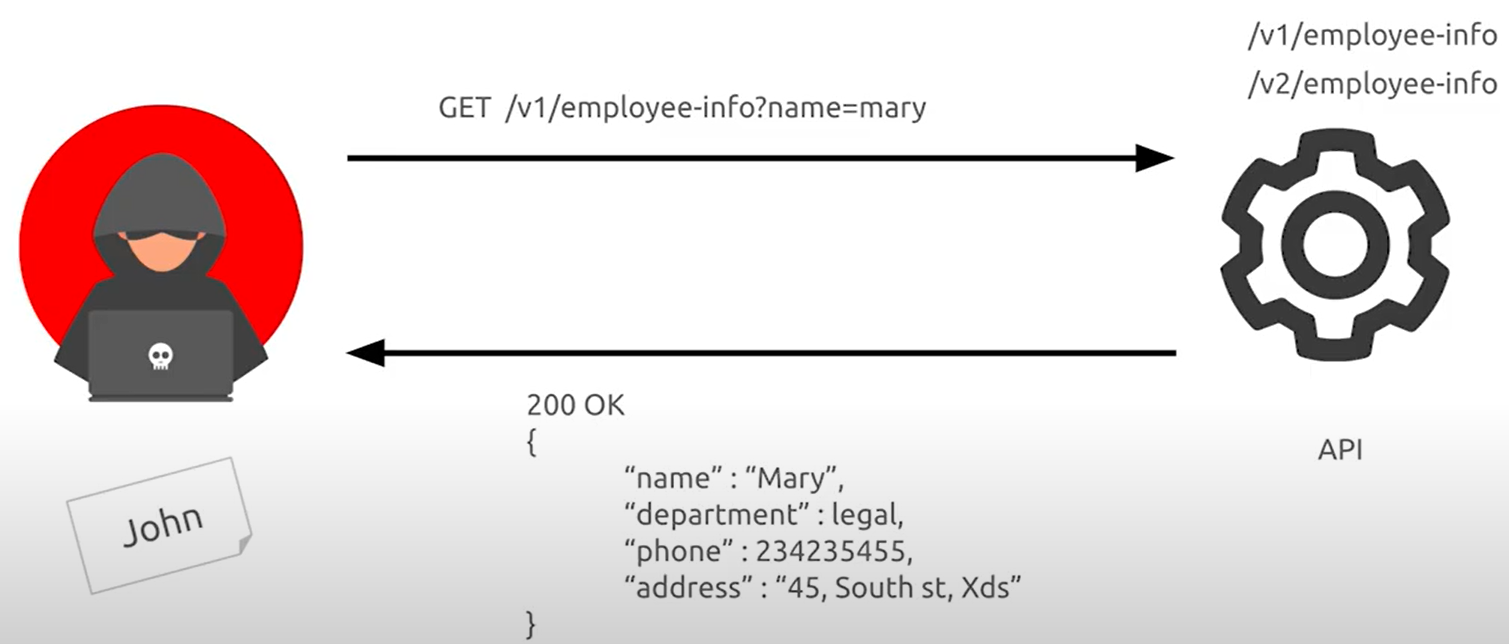 /v1/employee-info
/v2/employee-info
GET /v1/employee-info?name=mary
200 OK
{
“name” : “Mary”,
“department” : legal,
“phone” : 234235455,
“address” : “45, South st, Xds”
}
API
John